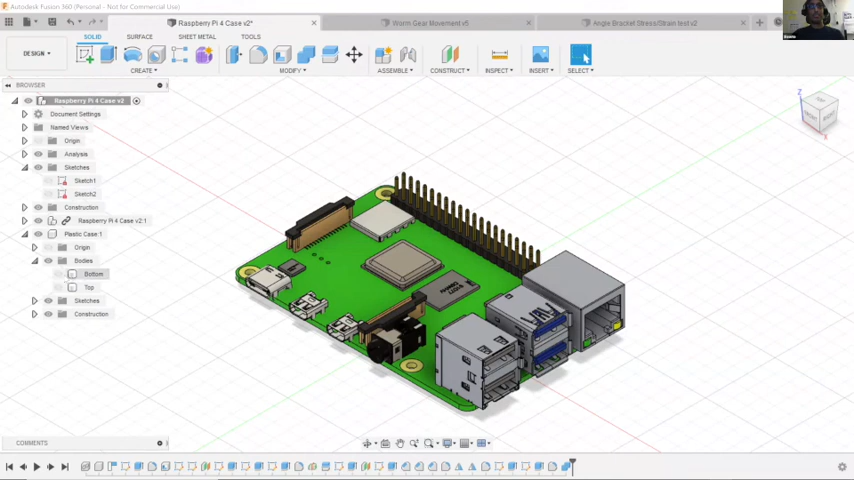 Autodesk Fusion 360 (Personal - Not for Commercial Use)
Raspberry Pi 4 Case v2*
Worm Gear Movement v6
Angle Bracket Stress/Strain test v2
SOLID
SURFACE
SHEET METAL
TOOLS
DESIGN
CREATE
MODIFY
ASSEMBLE
CONSTRUCT
INSPECT
INSERT
SELECT
BROWSER
Raspberry Pi 4 Case v2
Document Settings
Named Views
Origin
Analysis
Sketches
Sketch1
Sketch2
Construction
Raspberry Pi 4 Case v2:1
Plastic Case:1
Origin
Bodies
Bottom
Top
Sketches
Construction
Z
X
COMMENTS